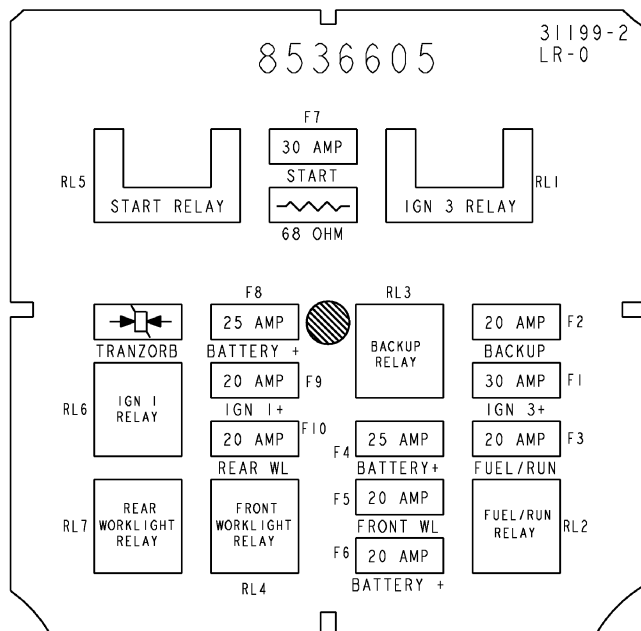 31199-2
LR-0
8536605
F7
30 AMP
START
68 OHM
RL5
START RELAY
IGN 3 RELAY
RL1
TRANZORB
F8
25 AMP
BATTERY +
RL3
BACKUP
RELAY
20 AMP
F2
BACKUP
RL6
IGN 1
RELAY
20 AMP
F9
IGN 1+
30 AMP
F1
IGN 3+
20 AMP
F10
REAR WL
F4
25 AMP
BATTERY+
20 AMP
F3
FUEL/RUN
RL7
REAR
WORKLIGHT
RELAY
FRONT
WORKLIGHT
RELAY
RL4
F5
20 AMP
FRONT WL
F6
20 AMP
BATTERY +
FUEL/RUN
RELAY
RL2